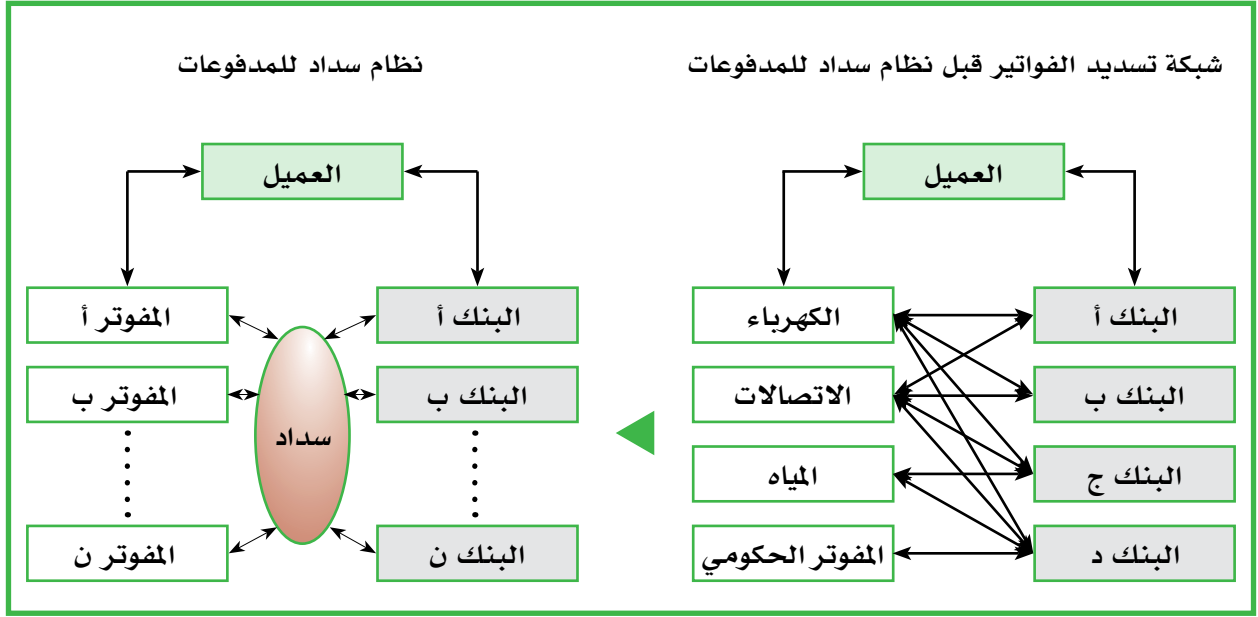 شبكة تسديد الفواتير قبل نظام سداد للمدفوعات
العميل
البنك أ
الكهرباء
البنك ب
الاتصالات
البنك ج
المياه
البنك د
المفوتر الحكومي
نظام سداد للمدفوعات
العميل
البنك أ
المفوتر أ
البنك ب
المفوتر ب
سداد
البنك ن
المفوتر ن